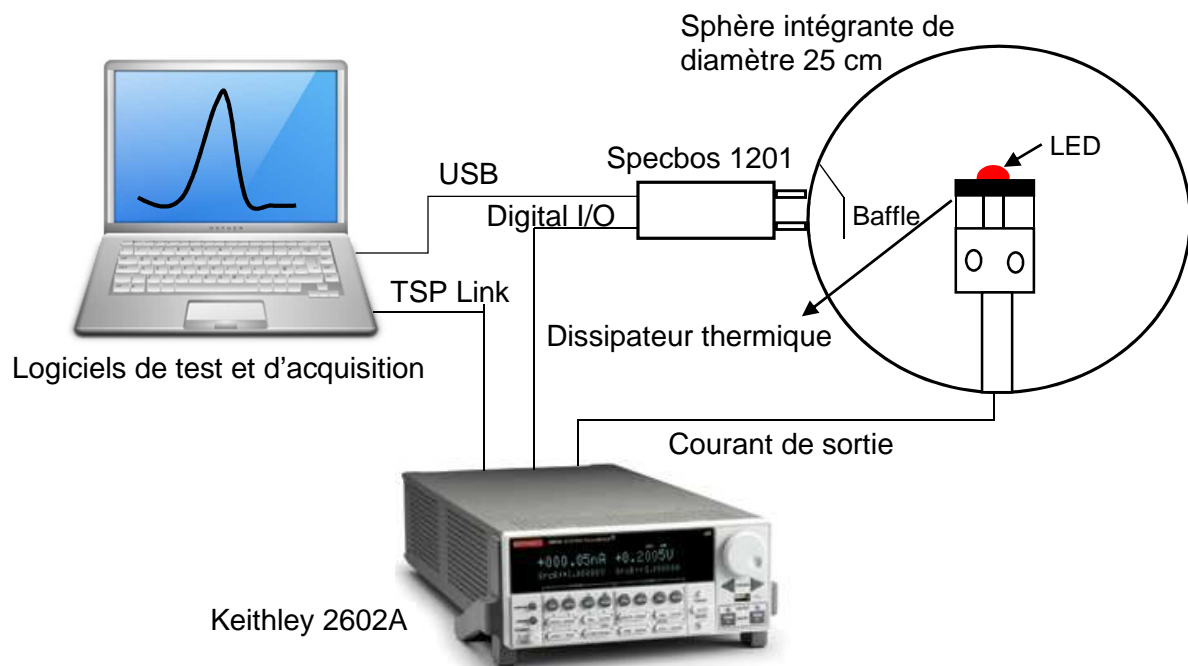 Sphère intégrante de
diamètre 25 cm
LED
Specbos 1201
USB
Digital I/O
Baffle
TSP Link
Dissipateur thermique
Logiciels de test et d'acquisition
Courant de sortie
+000.05nA +0.2005V
Keithley 2602A